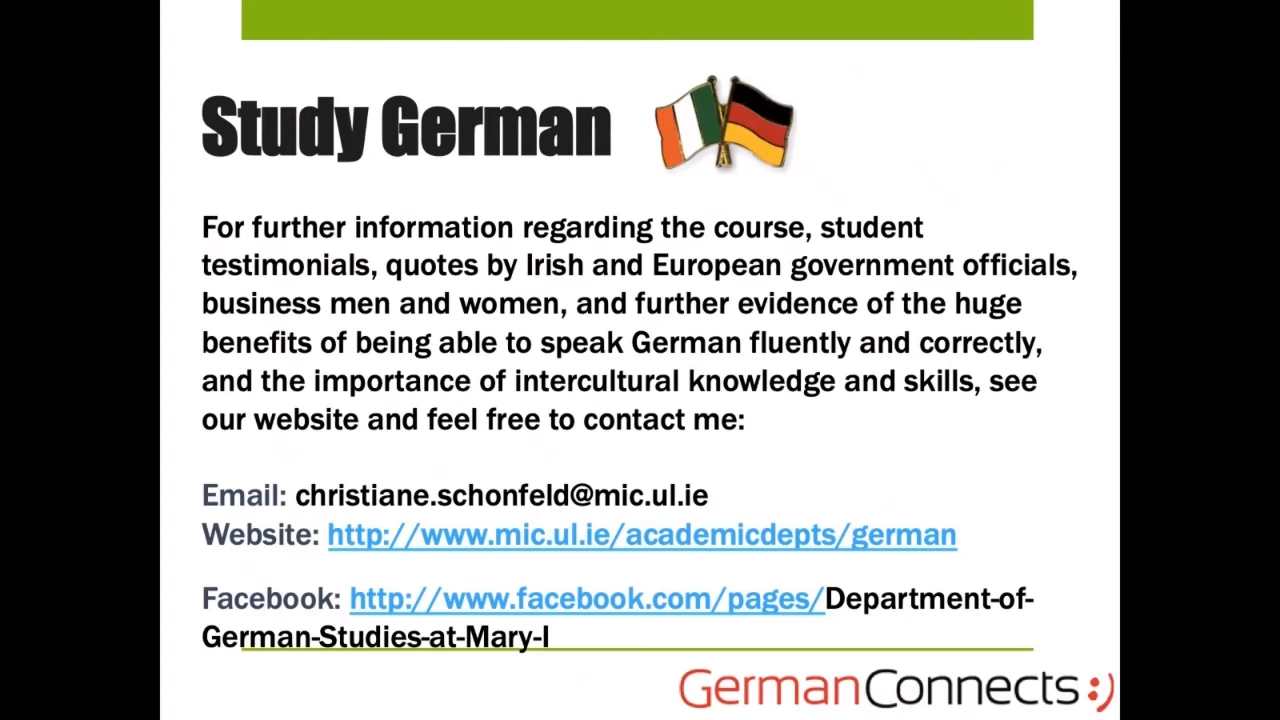 Study German
For further information regarding the course, student
testimonials, quotes by Irish and European government officials,
business men and women, and further evidence of the huge
benefits of being able to speak German fluently and correctly,
and the importance of intercultural knowledge and skills, see
our website and feel free to contact me:
Email: christiane.schonfeld@mic.ul.ie
Website: http://www.mic.ul.ie/academicdepts/german
Facebook: http://www.facebook.com/pages/Department-of-
German-Studies-at-Mary-I
GermanConnects :)